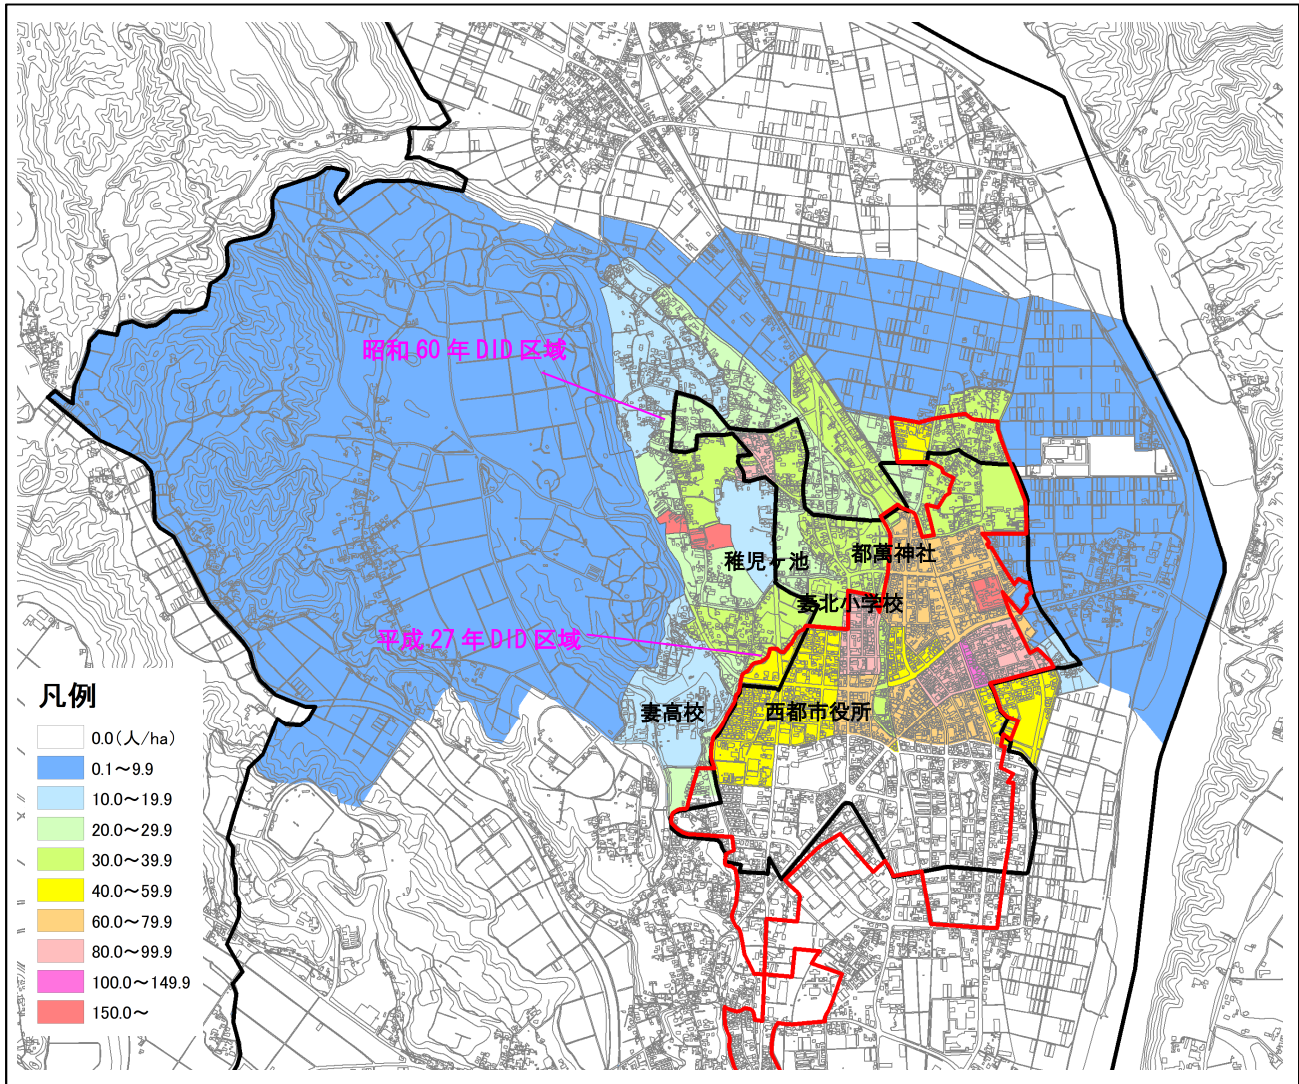 昭和 60 年 DID 区域
稚児ヶ池
都萬神社
妻北小学校
平成 27 年 DID 区域
妻高校
西都市役所
凡例
0.0(人/ha)
0.1～9.9
10.0～19.9
20.0～29.9
30.0～39.9
40.0～59.9
60.0～79.9
80.0～99.9
100.0～149.9
150.0～